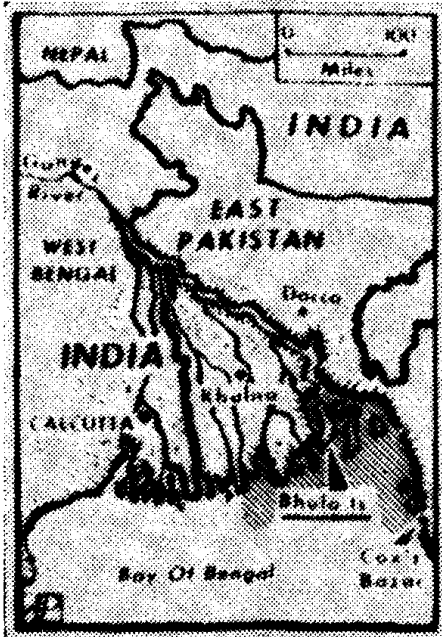 NEPAL
0 100
Miles
INDIA
Ganges
River
EAST
PAKISTAN
WEST
BENGAL
Dacca
INDIA
Khulna
CALCUTTA
Bhola Is
Cox's
Bazar
Bay Of Bengal